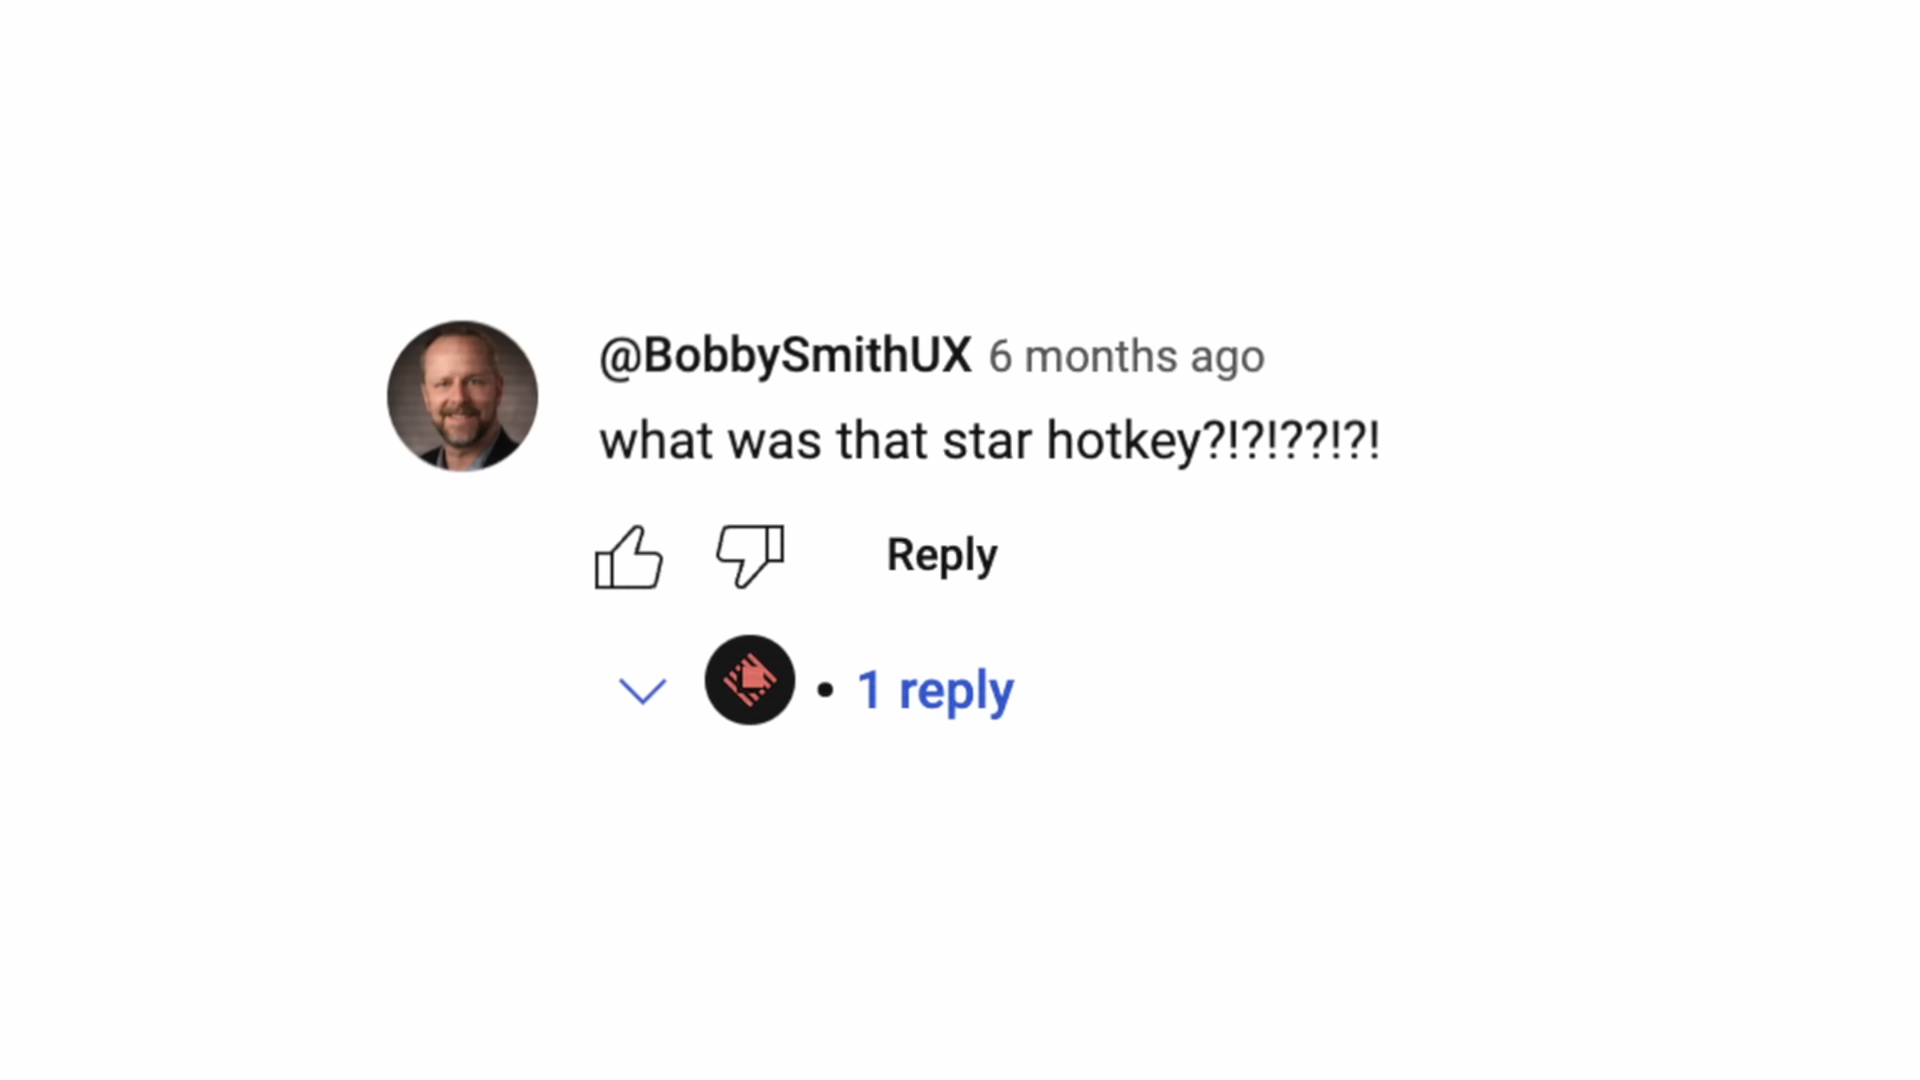 @BobbySmithUX 6 months ago
what was that star hotkey?!?!??!?!
Reply
• 1 reply